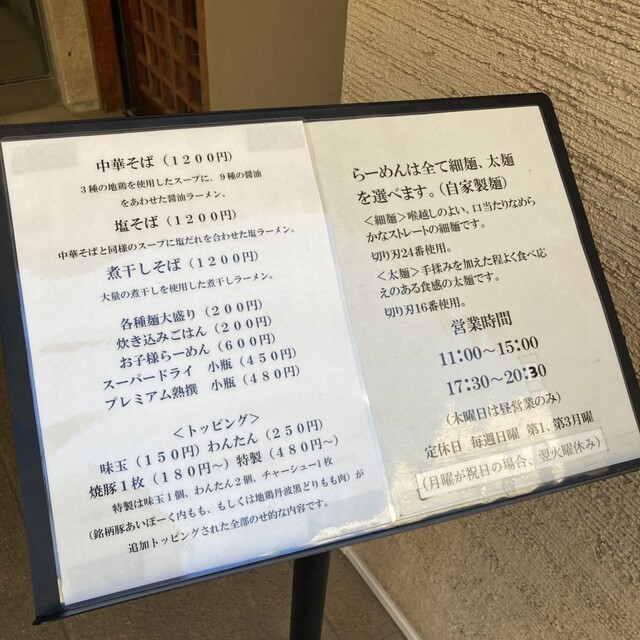 中華そば（1200円）
3種の地鶏を使用したスープに、9種の醤油
をあわせた醤油ラーメン。
塩そば（1200円）
中華そばと同様のスープに塩だれを合わせた塩ラーメン。
煮干しそば（1200円）
大量の煮干しを使用した煮干しラーメン。
各種麺大盛り（200円）
炊き込みごはん（200円）
お子様らーめん（600円）
スーパードライ 小瓶（450円）
プレミアム熟撰 小瓶（480円）
＜トッピング＞
味玉（150円）わんたん（250円）
焼豚1枚（180円～）特製（480円～）
特製は味玉1個、わんたん2個、チャーシュー1枚
（銘柄豚あいぽーく内もも、もしくは地鶏丹波黒どりもも肉）が
追加トッピングされた全部のせ的な内容です。
らーめんは全て細麺、太麺
を選べます。（自家製麺）
＜細麺＞喉越しのよい、口当たりなめら
かなストレートの細麺です。
切り刃24番使用。
＜太麺＞手揉みを加えた程よく食べ応
えのある食感の太麺です。
切り刃16番使用。
営業時間
11：00～15：00
17：30～20：30
（木曜日は昼営業のみ）
定休日 毎週日曜 第1、第3月曜
（月曜が祝日の場合、翌火曜休み）